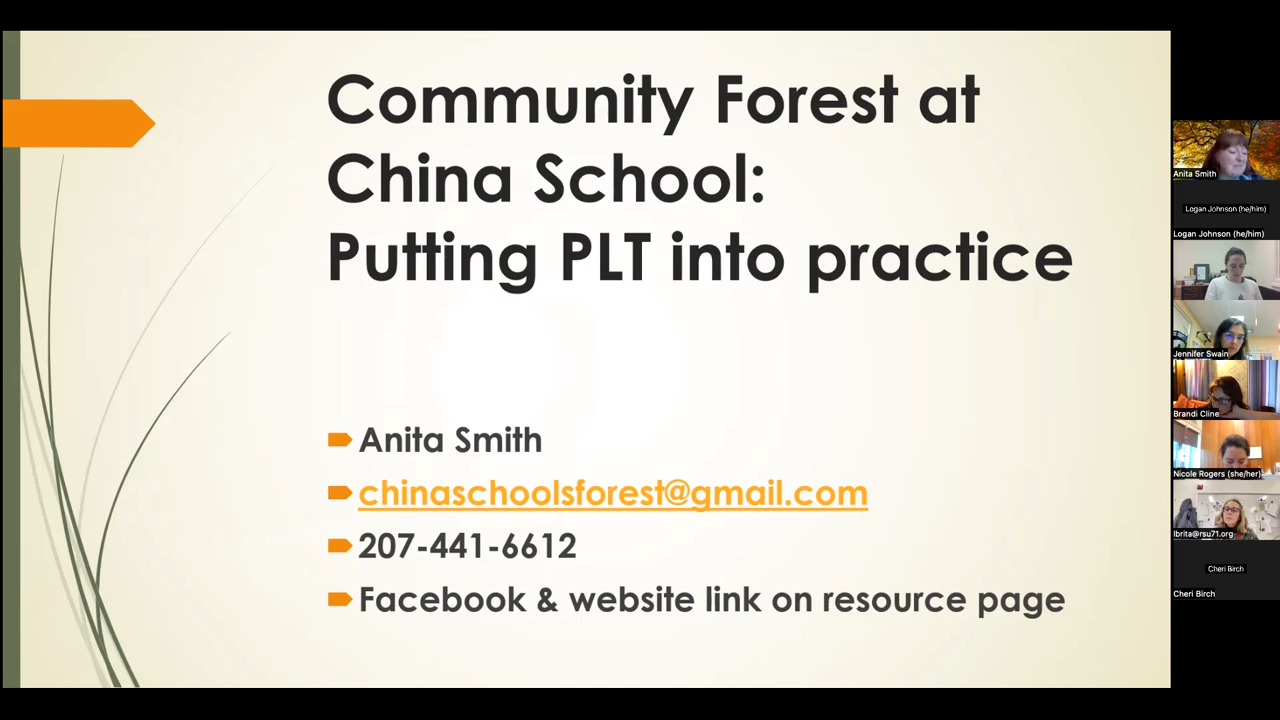 Community Forest at
China School:
Putting PLT into practice
Anita Smith
chinaschoolsforest@gmail.com
207-441-6612
Facebook & website link on resource page
Anita Smith
Logan Johnson (he/him)
Logan Johnson (he/him)
Jennifer Swain
Brandi Cline
Nicole Rogers (she/her)
lbrita@rsu71.org
Cheri Birch
Cheri Birch